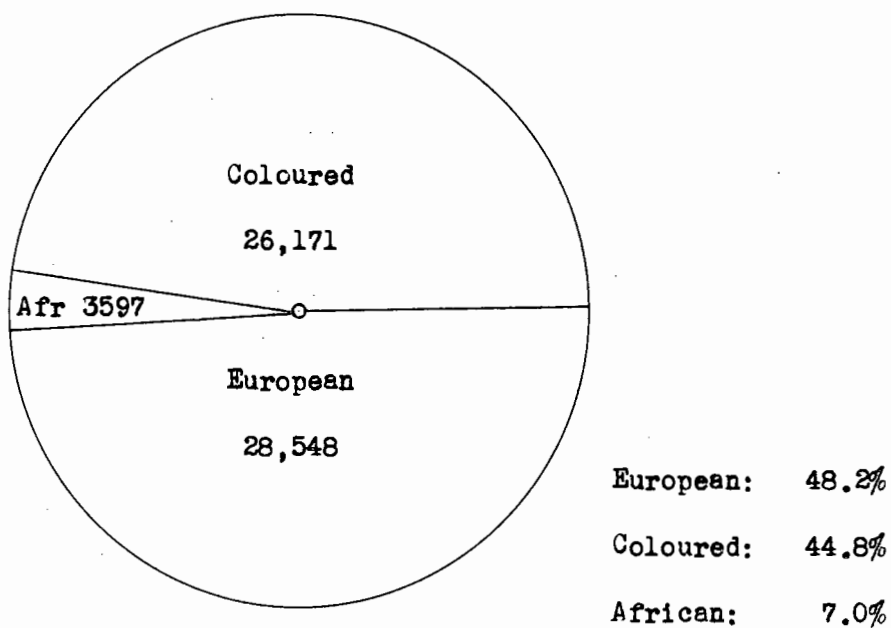 Coloured
26,171
Afr 3597
European
28,548
European: 48.2%
Coloured: 44.8%
African: 7.0%